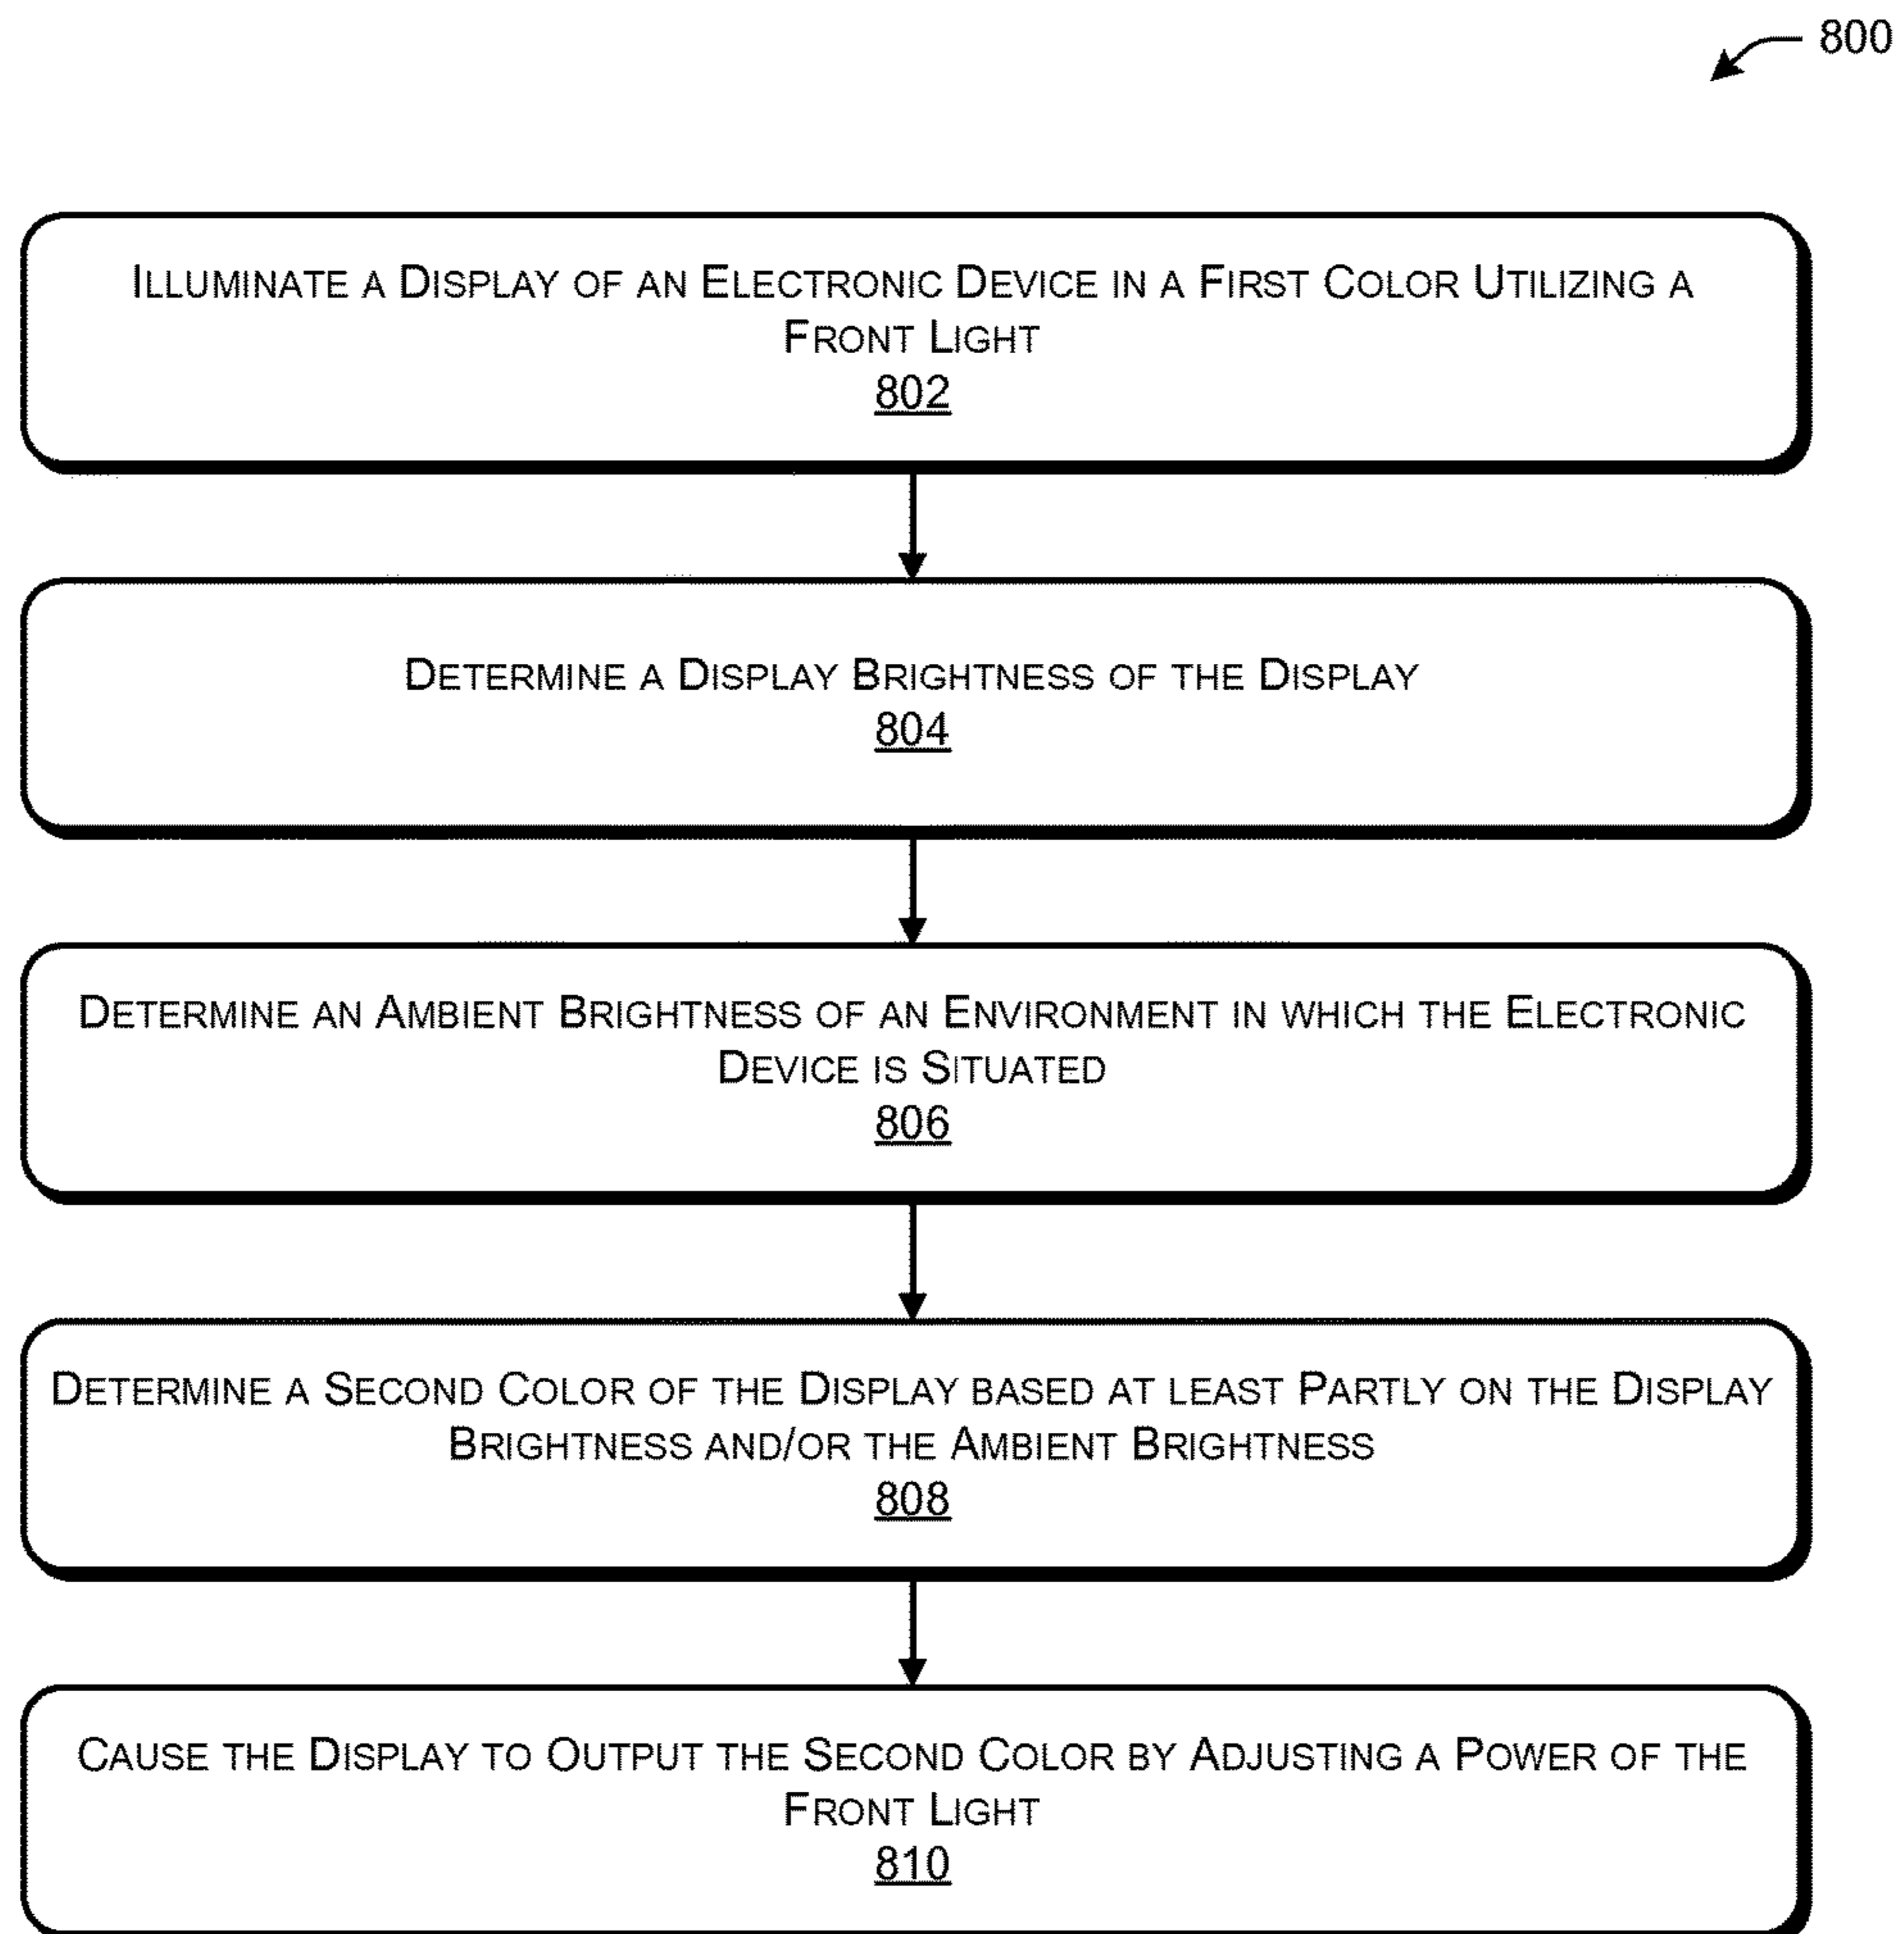 800
Illuminate a Display of an Electronic Device in a First Color Utilizing a
Front Light
802
Determine a Display Brightness of the Display
804
Determine an Ambient Brightness of an Environment in which the Electronic
Device is Situated
806
Determine a Second Color of the Display based at least Partly on the Display
Brightness and/or the Ambient Brightness
808
Cause the Display to Output the Second Color by Adjusting a Power of the
Front Light
810